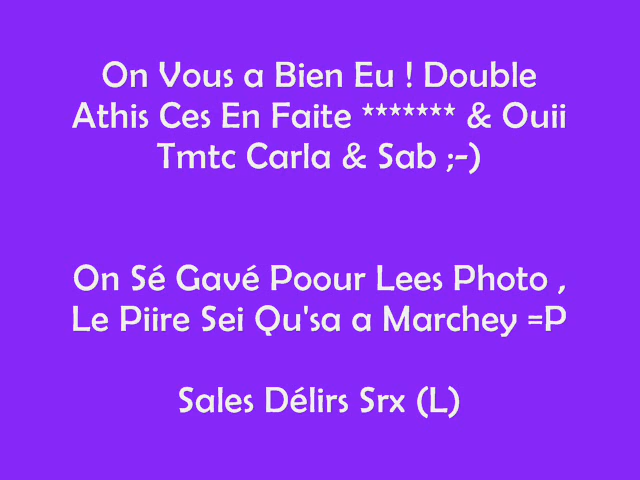 On Vous a Bien Eu ! Double
Athis Ces En Faite ******* & Ouii
Tmtc Carla & Sab ;-)
On Sé Gavé Poour Lees Photo ,
Le Piire Sei Qu'sa a Marchey =P
Sales Délirs Srx (L)